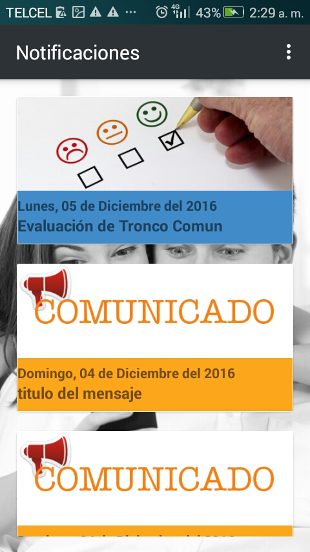 TELCEL 4G 43% 2:29 a. m.
Notificaciones
Lunes, 05 de Diciembre del 2016
Evaluación de Tronco Comun
COMUNICADO
Domingo, 04 de Diciembre del 2016
titulo del mensaje
COMUNICADO